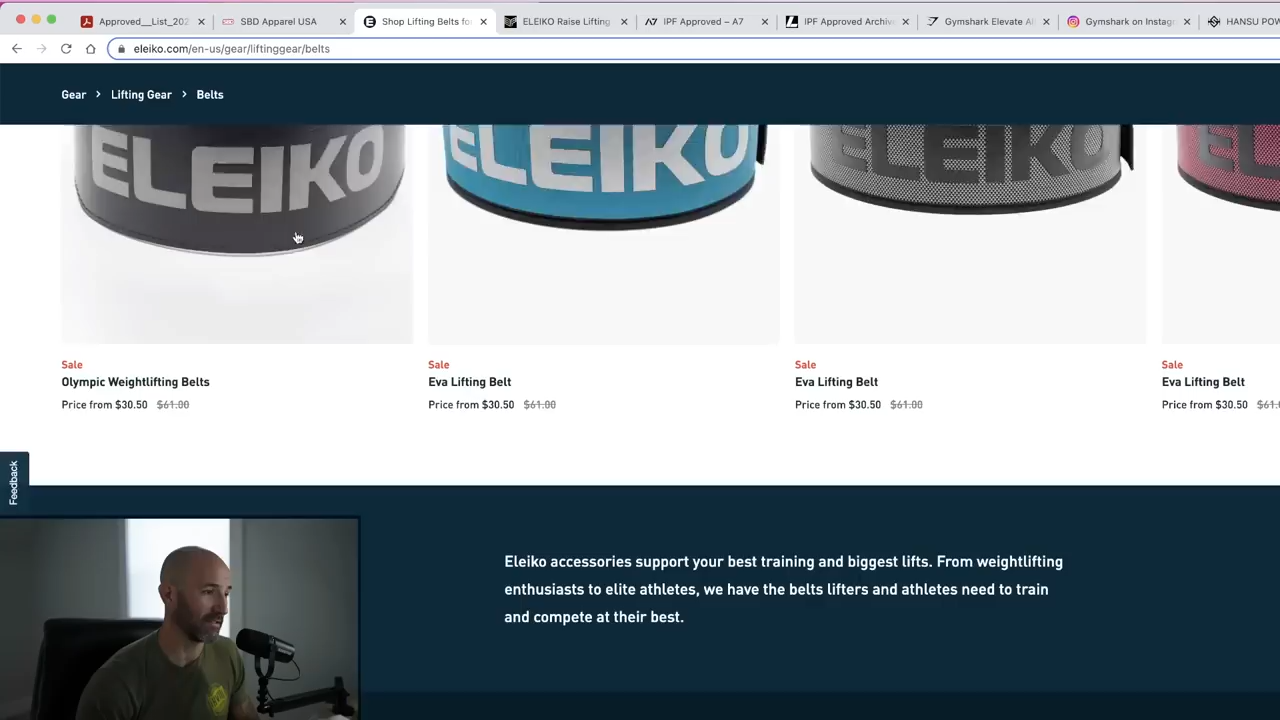 Approved__List_202
SBD Apparel USA
Shop Lifting Belts fo
ELEIKO Raise Lifting
IPF Approved – A7
IPF Approved Archiv
Gymshark Elevate A
Gymshark on Instag
HANSU POW
eleiko.com/en-us/gear/liftinggear/belts
Gear > Lifting Gear > Belts
ELEIKO ELEIKO ELEIKO
Sale Sale Sale Sale
Olympic Weightlifting Belts Eva Lifting Belt Eva Lifting Belt Eva Lifting Belt
Price from $30.50 $61.00 Price from $30.50 $61.00 Price from $30.50 $61.00 Price from $30.50 $61.0
Feedback
Eleiko accessories support your best training and biggest lifts. From weightlifting
enthusiasts to elite athletes, we have the belts lifters and athletes need to train
and compete at their best.